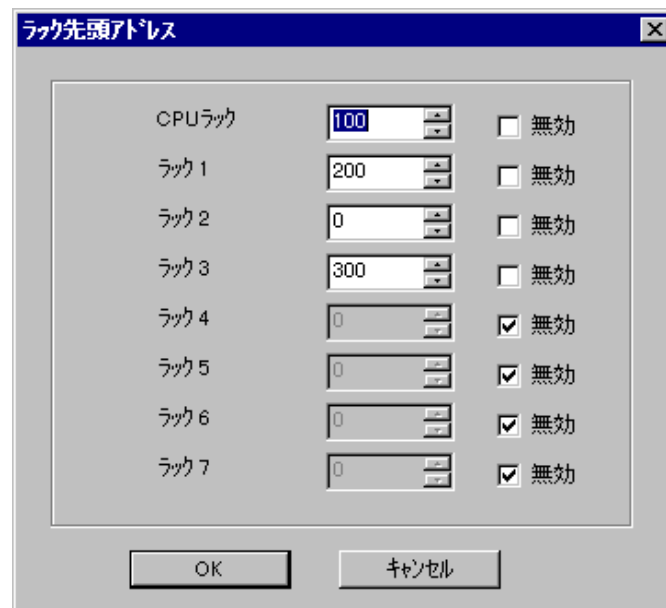 ラック先頭アドレス
CPUラック 100 無効
ラック 1 200 無効
ラック 2 0 無効
ラック 3 300 無効
ラック 4 0 無効
ラック 5 0 無効
ラック 6 0 無効
ラック 7 0 無効
OK キャンセル